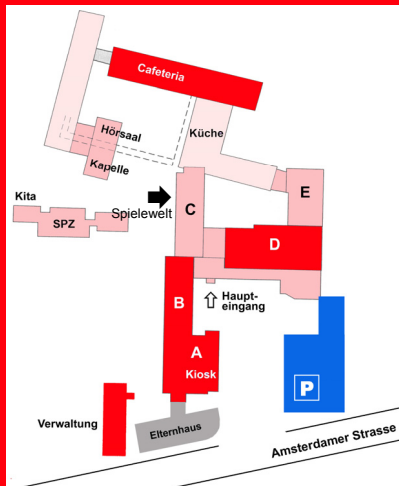 Cafeteria
Hörsaal
Küche
Kapelle
Kita
Spielewelt
SPZ
C
E
D
B
Haupt-
eingang
A
Kiosk
P
Verwaltung
Elternhaus
Amsterdamer Strasse